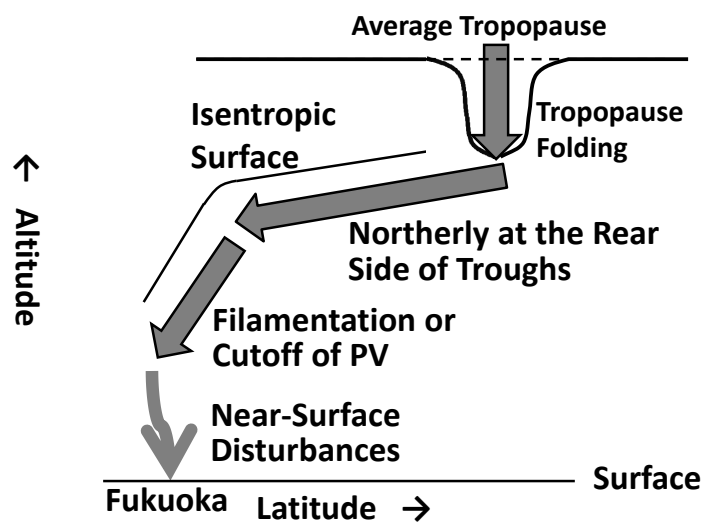 Average Tropopause
Isentropic
Surface
Tropopause
Folding
← Altitude
Northerly at the Rear
Side of Troughs
Filamentation or
Cutoff of PV
Near-Surface
Disturbances
Surface
Fukuoka
Latitude →